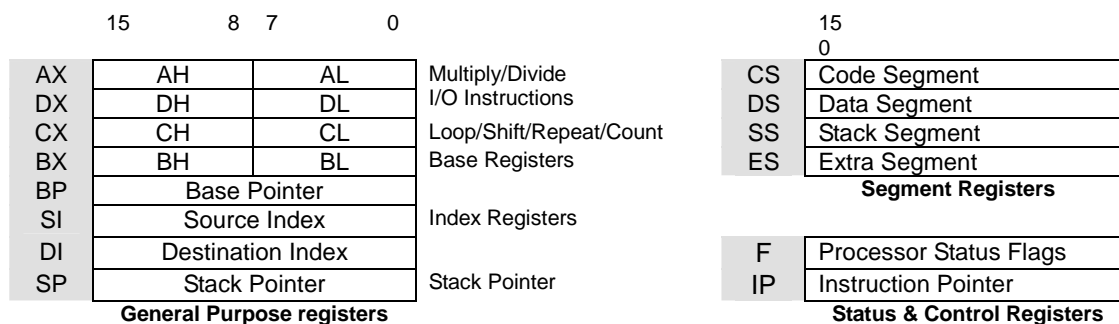 15 8 7 0 15
0
AX AH AL Multiply/Divide CS Code Segment
DX DH DL I/O Instructions DS Data Segment
CX CH CL Loop/Shift/Repeat/Count SS Stack Segment
BX BH BL Base Registers ES Extra Segment
BP Base Pointer Segment Registers
SI Source Index Index Registers
DI Destination Index F Processor Status Flags
SP Stack Pointer Stack Pointer IP Instruction Pointer
General Purpose registers Status & Control Registers